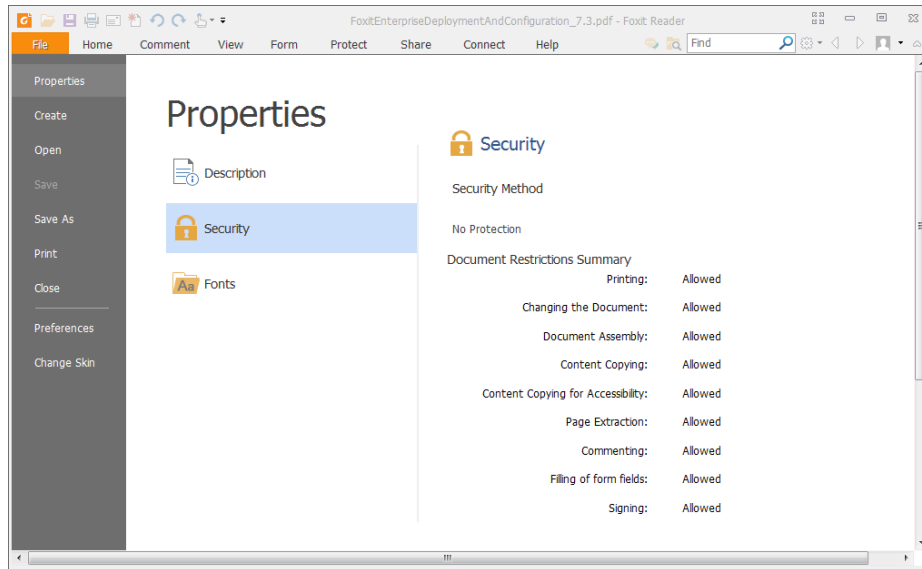 FoxitEnterpriseDeploymentAndConfiguration_7.3.pdf - Foxit Reader
File Home Comment View Form Protect Share Connect Help Find
Properties
Create
Open
Save
Save As
Print
Close
Preferences
Change Skin
Properties
Description
Security
Aa Fonts
Security
Security Method
No Protection
Document Restrictions Summary
Printing: Allowed
Changing the Document: Allowed
Document Assembly: Allowed
Content Copying: Allowed
Content Copying for Accessibility: Allowed
Page Extraction: Allowed
Commenting: Allowed
Filling of form fields: Allowed
Signing: Allowed